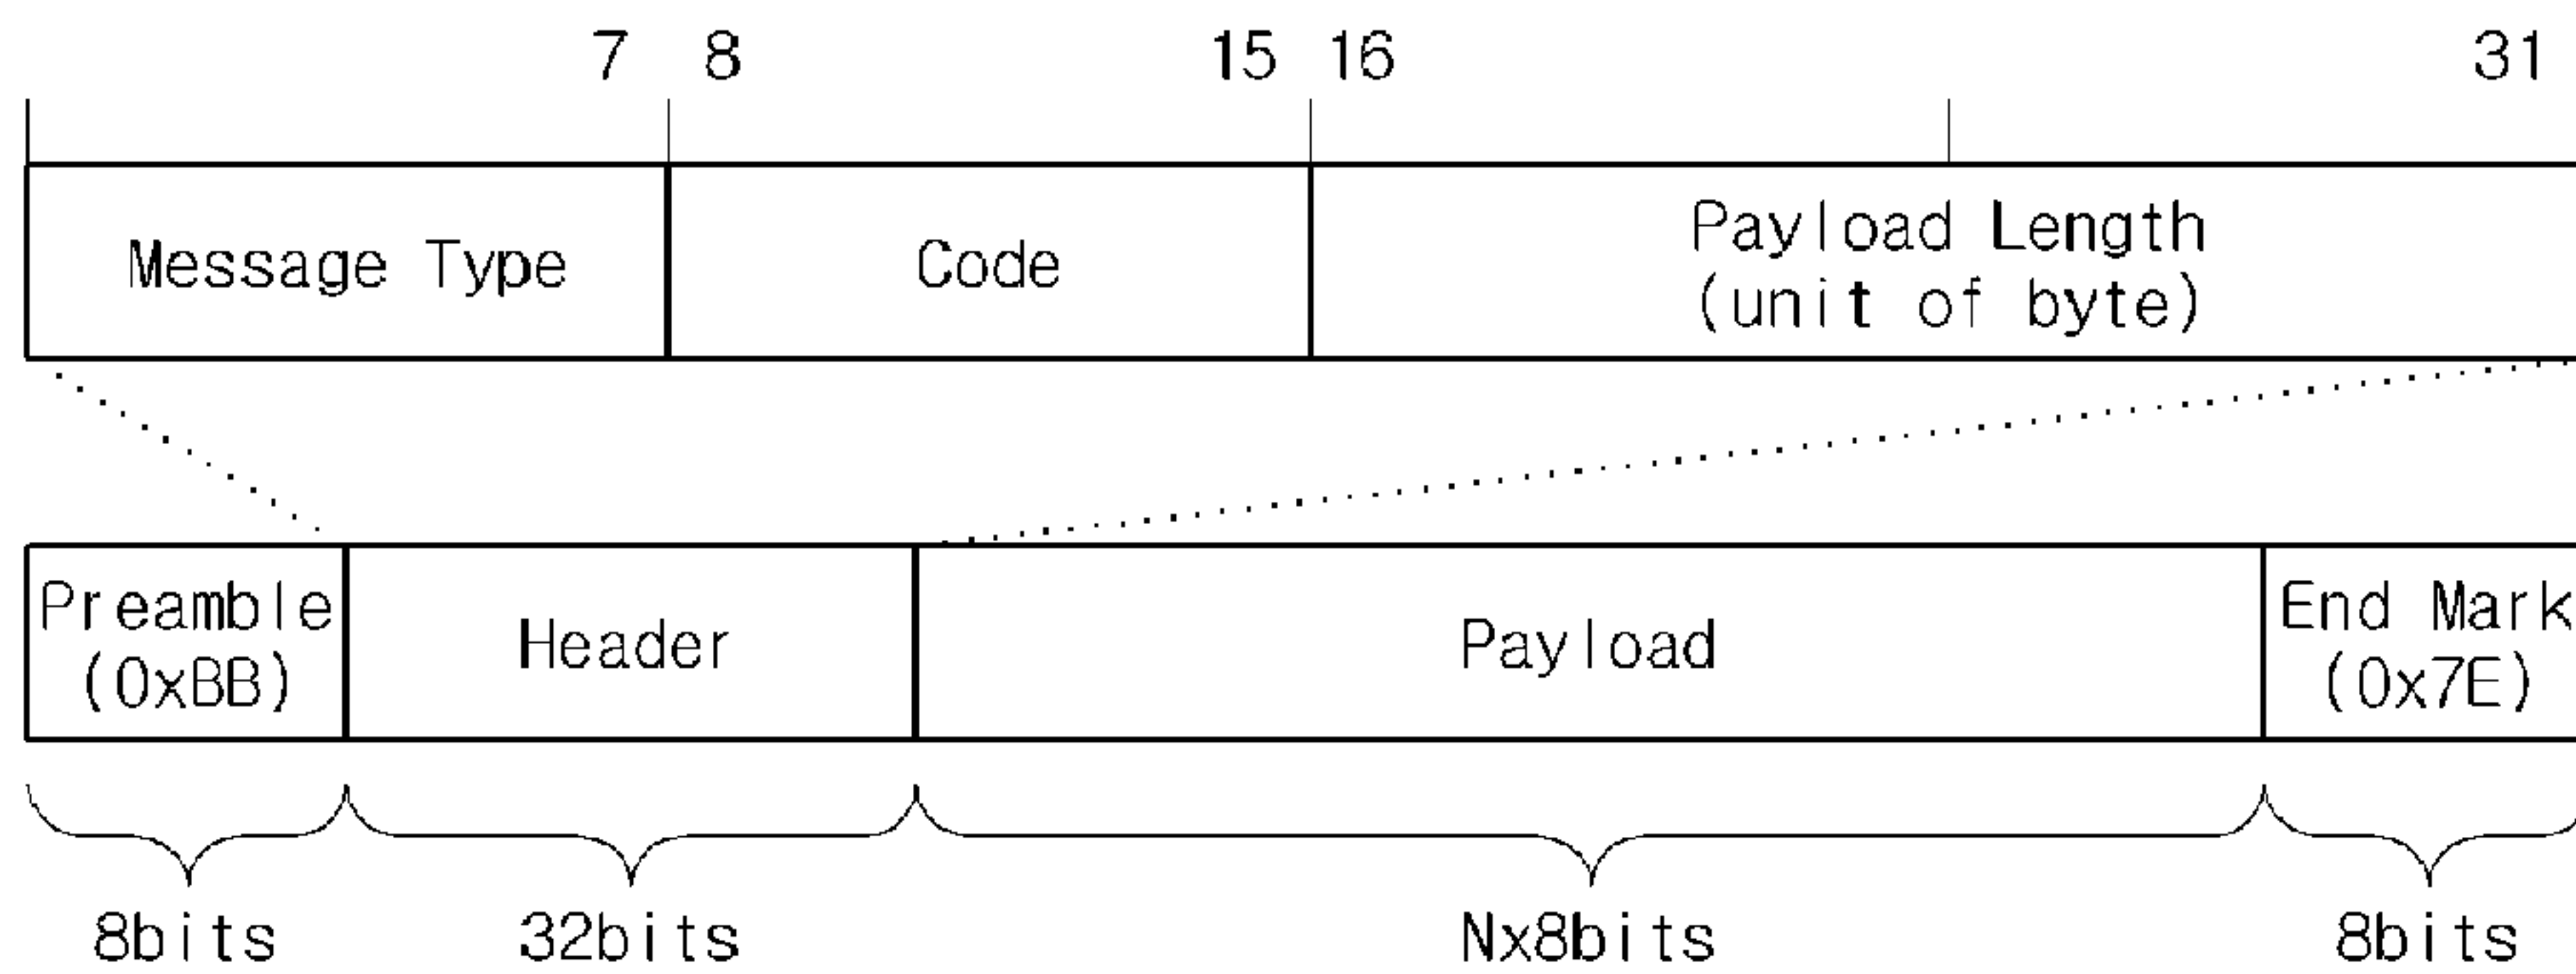 7 8 15 16 31
Message Type
Code
Payload Length
(unit of byte)
Preamble
(0xBB)
Header
Payload
End Mark
(0x7E)
8bits
32bits
Nx8bits
8bits